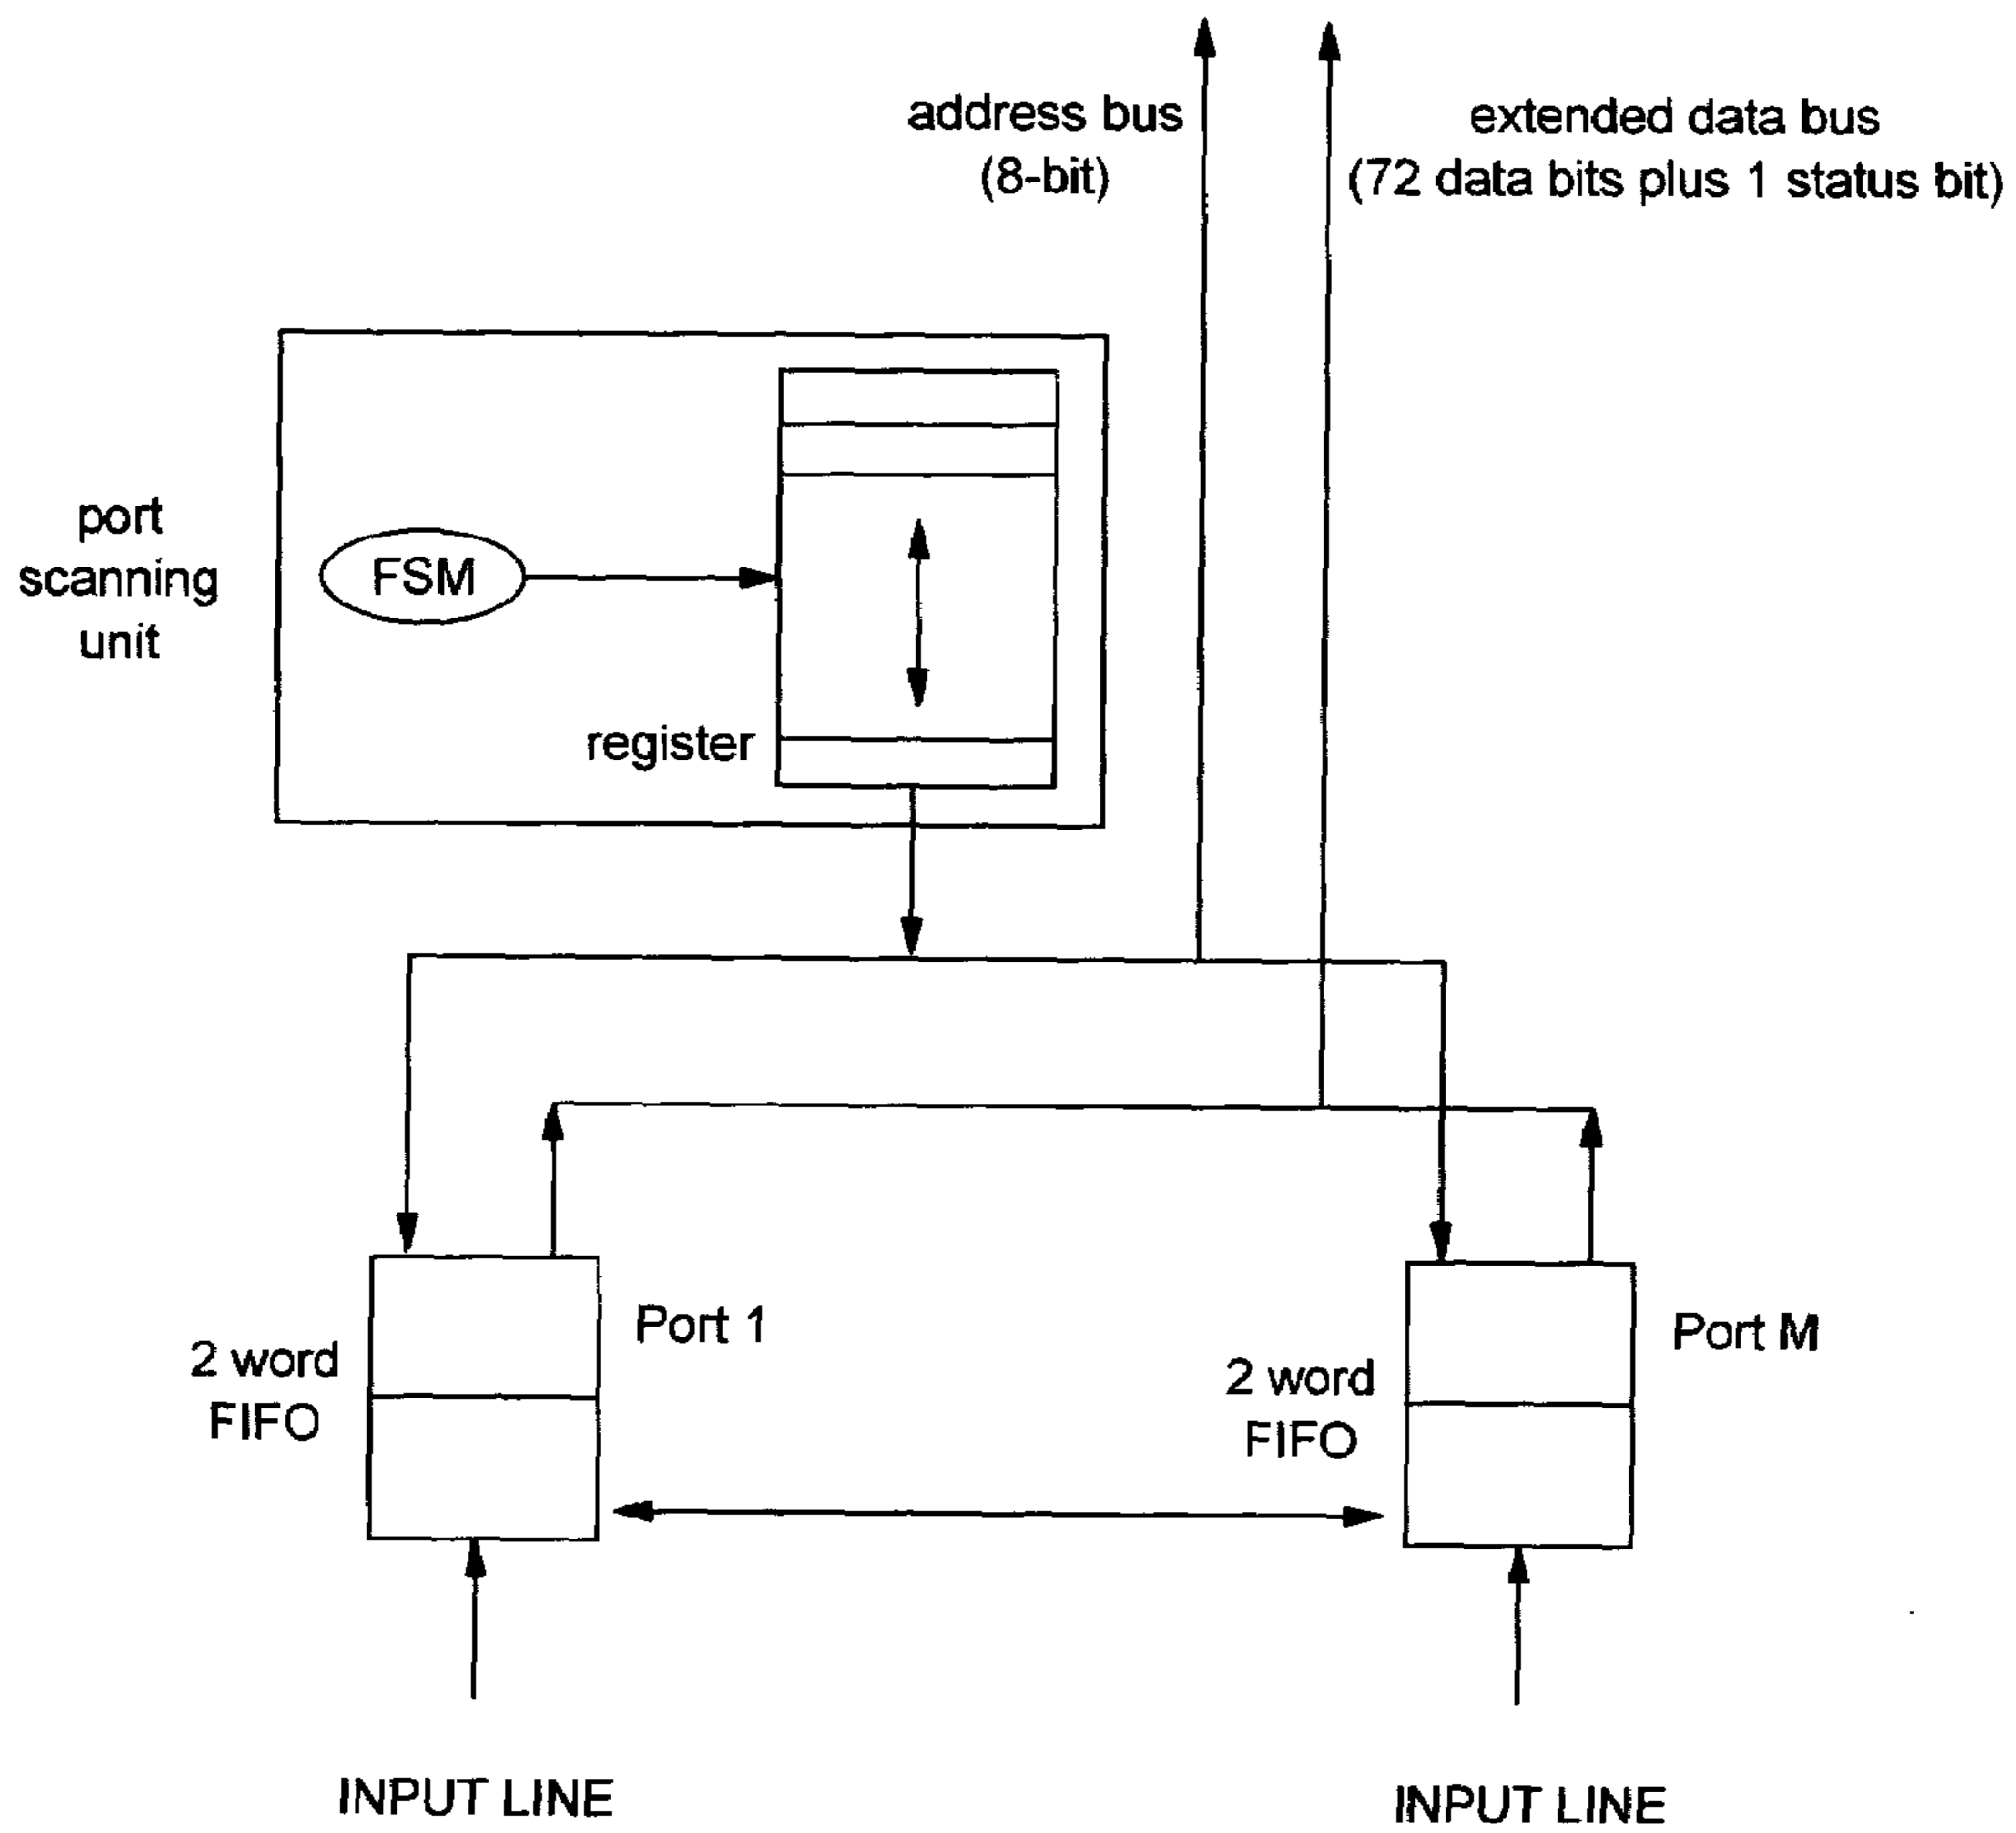 address bus
(8-bit)
extended data bus
(72 data bits plus 1 status bit)
port
scanning
unit
FSM
register
Port 1
2 word
FIFO
Port M
2 word
FIFO
INPUT LINE
INPUT LINE